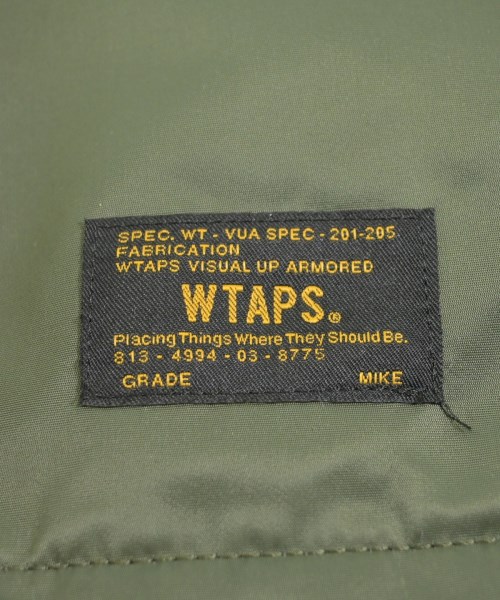 SPEC. WT - VUA SPEC - 201-205
FABRICATION
WTAPS VISUAL UP ARMORED
WTAPS®
Placing Things Where They Should Be.
813 - 4994 - 03 - 8775
GRADE MIKE